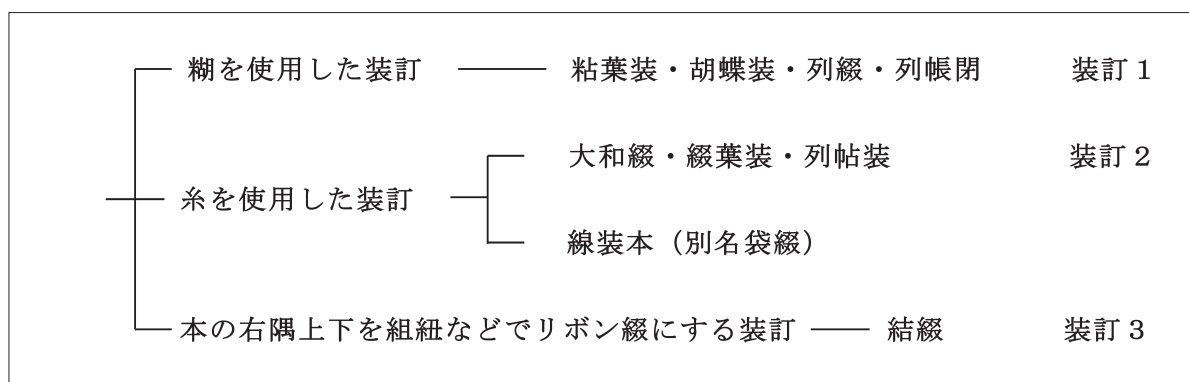 糊を使用した装訂 粘葉装・胡蝶装・列綴・列帳閉 装訂1
大和綴・綴葉装・列帖装 装訂2
糸を使用した装訂
線装本（別名袋綴）
本の右隅上下を組紐などでリボン綴にする装訂 結綴 装訂3